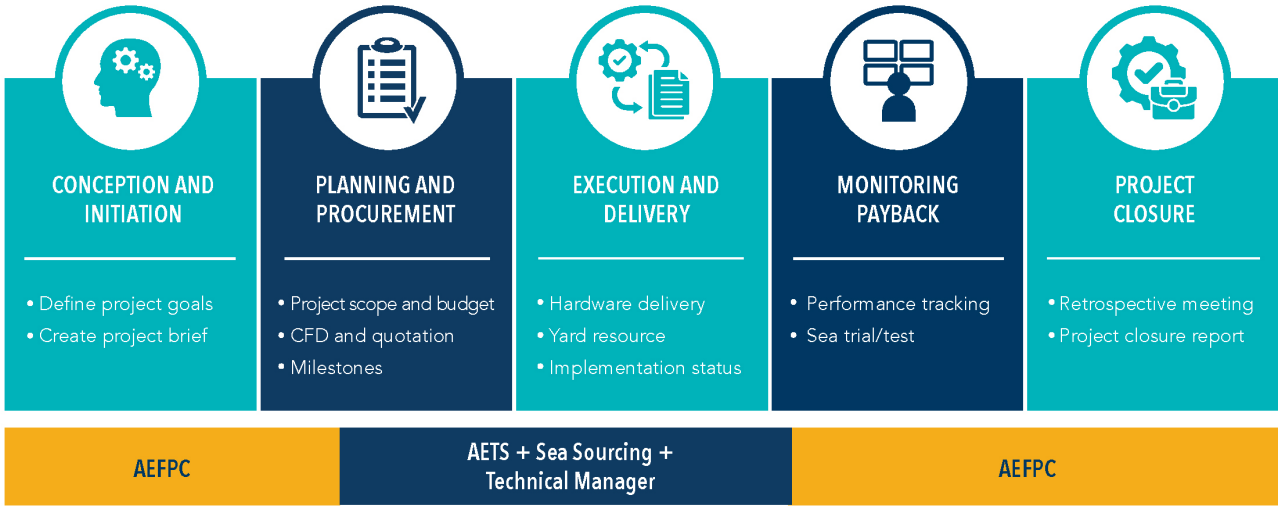 CONCEPTION AND
INITIATION
• Define project goals
• Create project brief
PLANNING AND
PROCUREMENT
• Project scope and budget
• CFD and quotation
• Milestones
EXECUTION AND
DELIVERY
• Hardware delivery
• Yard resource
• Implementation status
MONITORING
PAYBACK
• Performance tracking
• Sea trial/test
PROJECT
CLOSURE
• Retrospective meeting
• Project closure report
AEFPC
AETS + Sea Sourcing +
Technical Manager
AEFPC